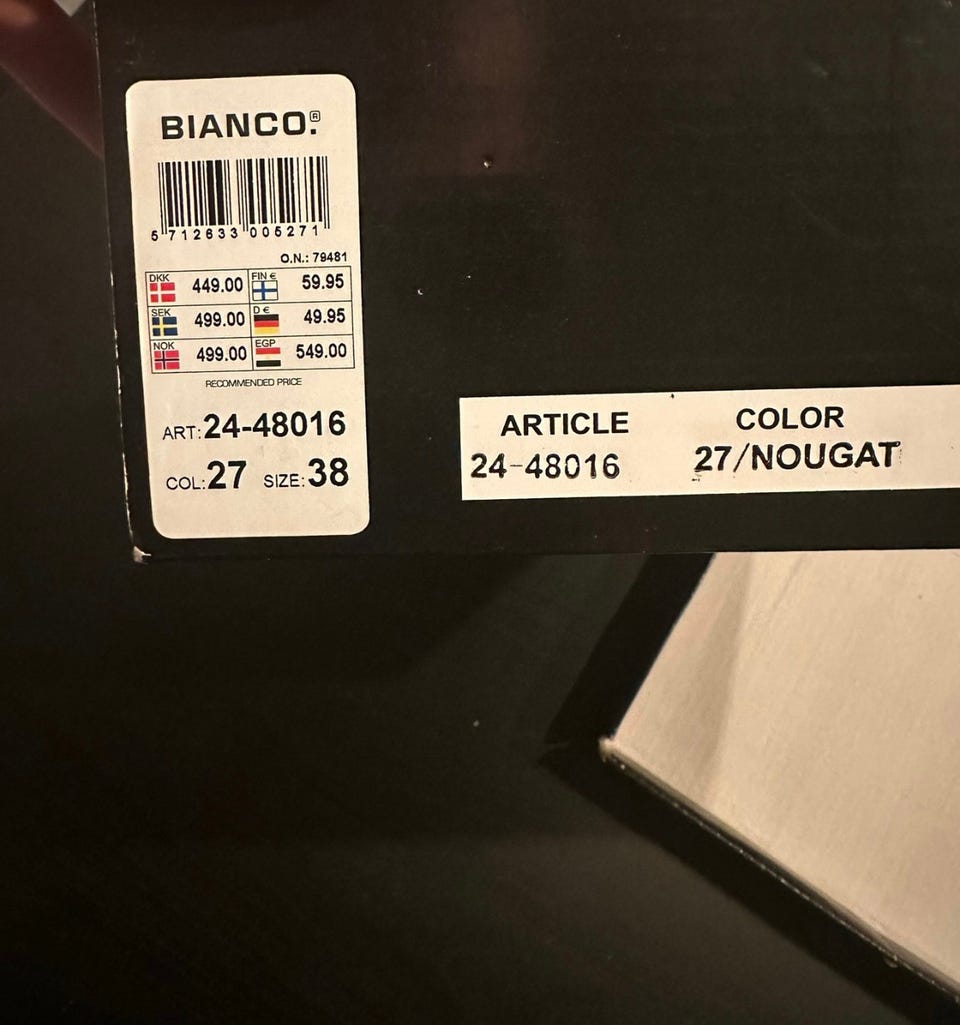 BIANCO.®
5 712633 005271
O.N.: 79481
DKK 449.00 FIN € 59.95
SEK 499.00 D € 49.95
NOK 499.00 EGP 549.00
RECOMMENDED PRICE
ART: 24-48016
COL: 27 SIZE: 38
ARTICLE COLOR
24-48016 27/NOUGAT